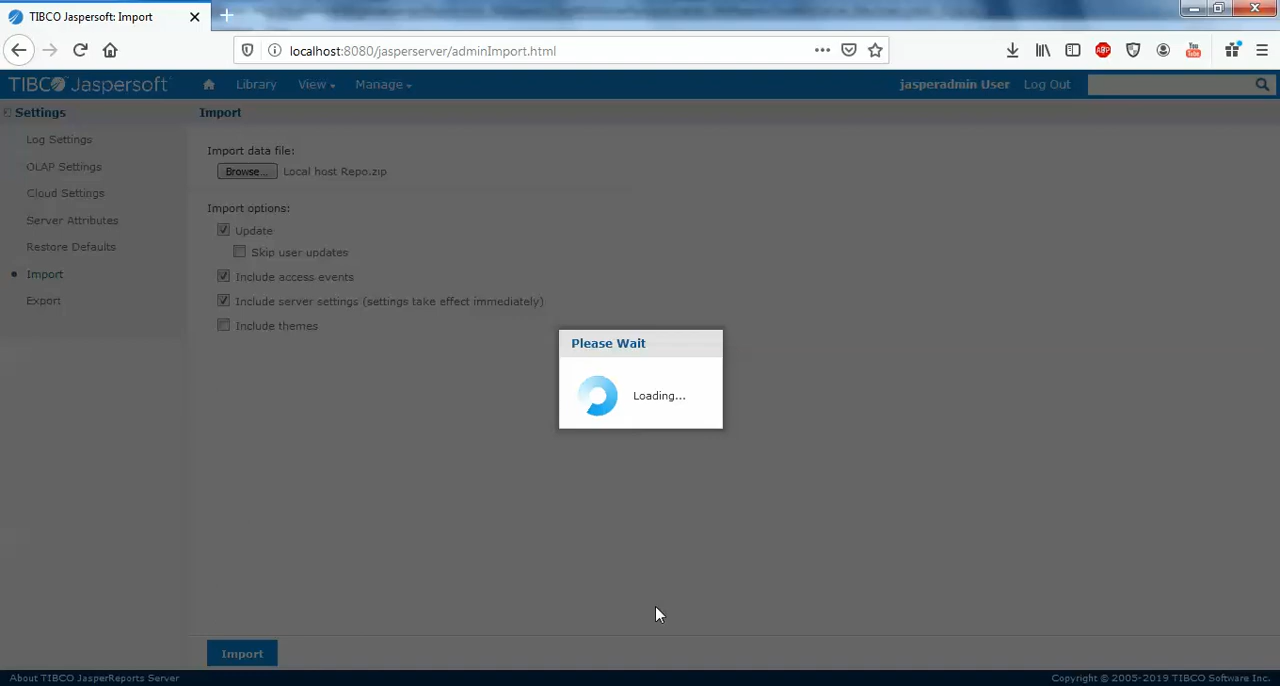 TIBCO Jaspersoft: Import
localhost:8080/jasperserver/adminImport.html
ABP
You Tube
TIBCO Jaspersoft
Library
View
Manage
jasperadmin User
Log Out
Settings
Log Settings
OLAP Settings
Cloud Settings
Server Attributes
Restore Defaults
Import
Export
Import
Import data file:
Browse... Local host Repo.zip
Import options:
Update
Skip user updates
Include access events
Include server settings (settings take effect immediately)
Include themes
Please Wait
Loading...
Import
About TIBCO JasperReports Server
Copyright © 2005-2019 TIBCO Software Inc.